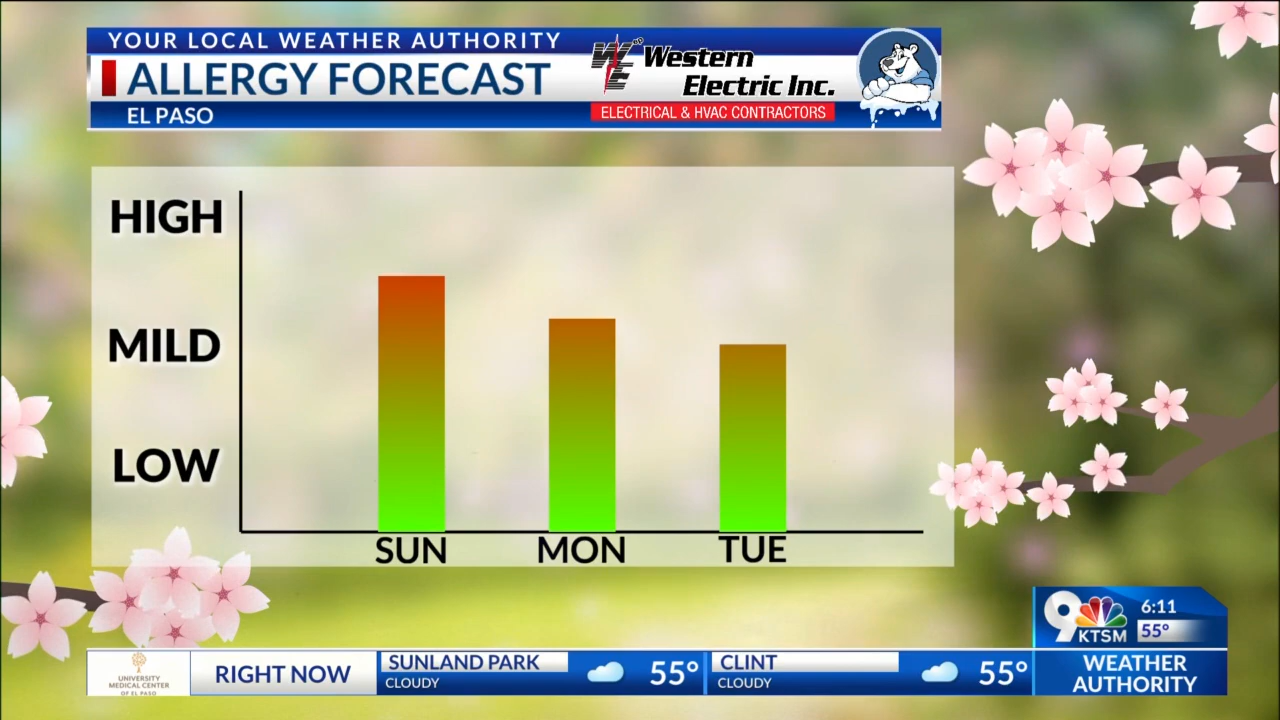 YOUR LOCAL WEATHER AUTHORITY
ALLERGY FORECAST
EL PASO
WE
Western
Electric Inc.
ELECTRICAL & HVAC CONTRACTORS
HIGH
MILD
LOW
SUN MON TUE
9 KTSM
6:11
55°
UNIVERSITY
MEDICAL CENTER
OF EL PASO
RIGHT NOW
SUNLAND PARK
CLOUDY
55°
CLINT
CLOUDY
55°
WEATHER
AUTHORITY